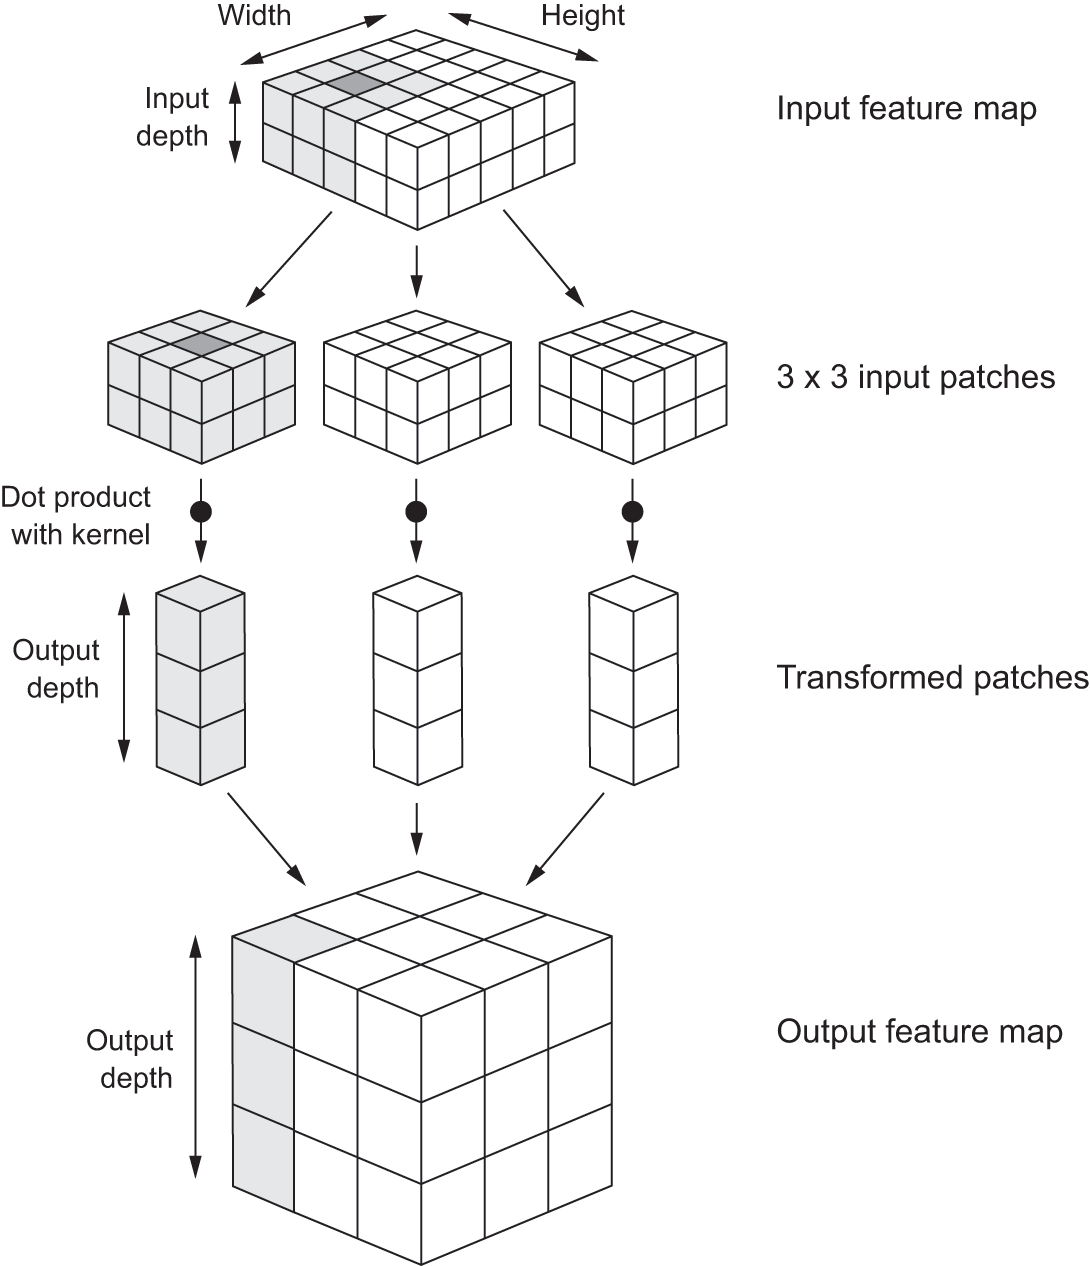 Width
Height
Input
depth
Input feature map
3 x 3 input patches
Dot product
with kernel
Output
depth
Transformed patches
Output
depth
Output feature map